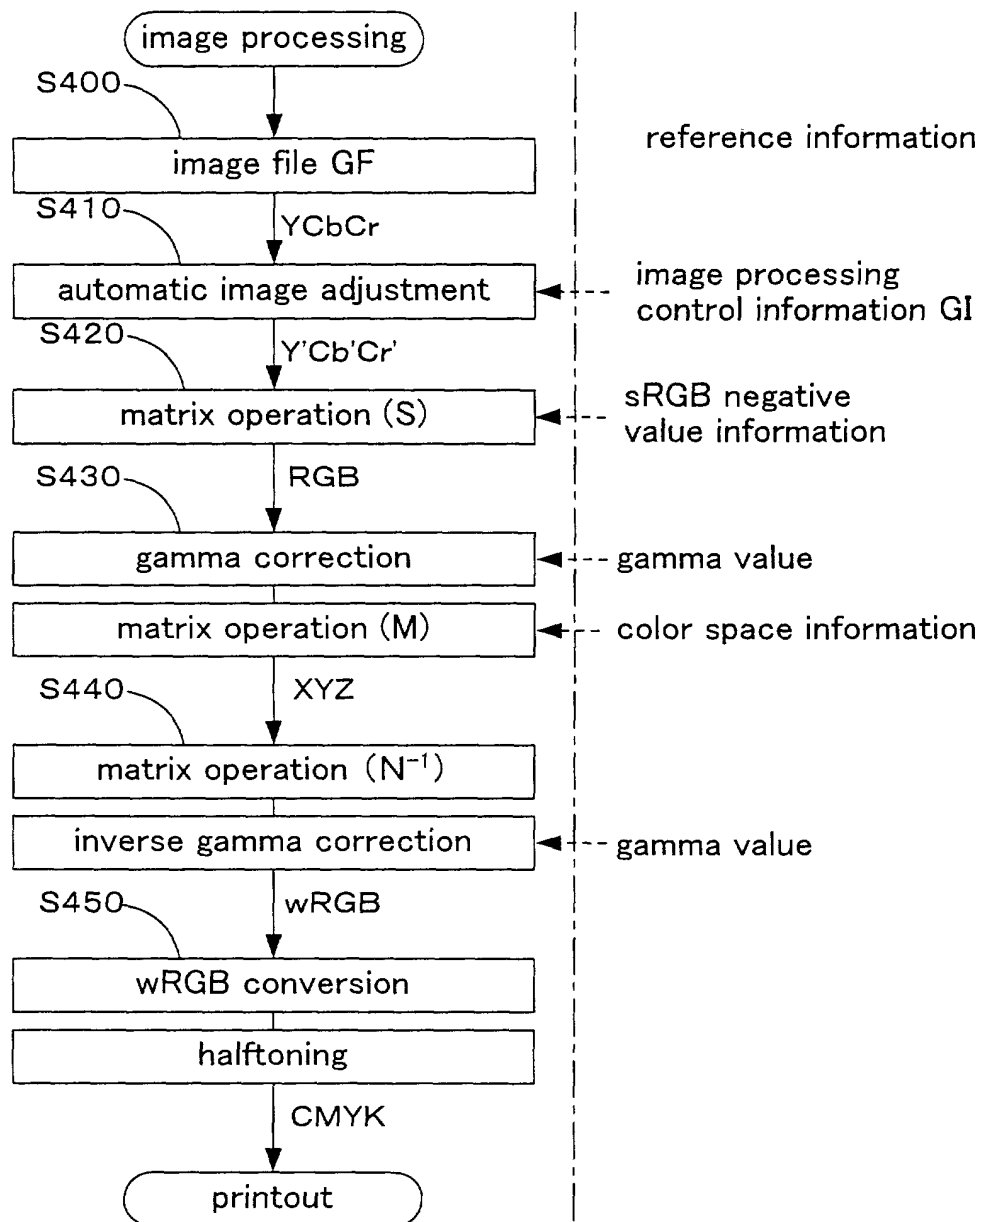 image processing
S400
reference information
image file GF
S410
YCbCr
automatic image adjustment
image processing
control information GI
S420
Y'Cb'Cr'
matrix operation (S)
sRGB negative
value information
S430
RGB
gamma correction
gamma value
matrix operation (M)
color space information
S440
XYZ
matrix operation (N⁻¹)
inverse gamma correction
gamma value
S450
wRGB
wRGB conversion
halftoning
CMYK
printout